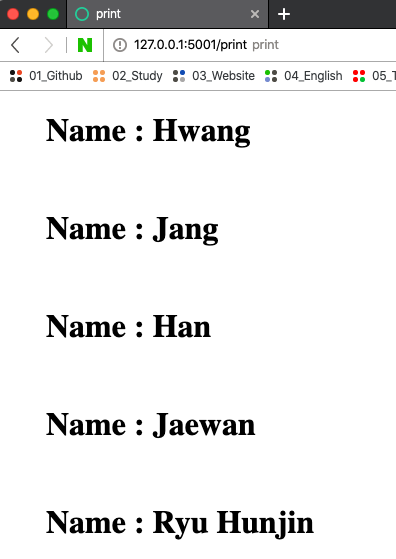 print
N 127.0.0.1:5001/print print
01_Github 02_Study 03_Website 04_English 05_T
Name : Hwang
Name : Jang
Name : Han
Name : Jaewan
Name : Ryu Hunjin